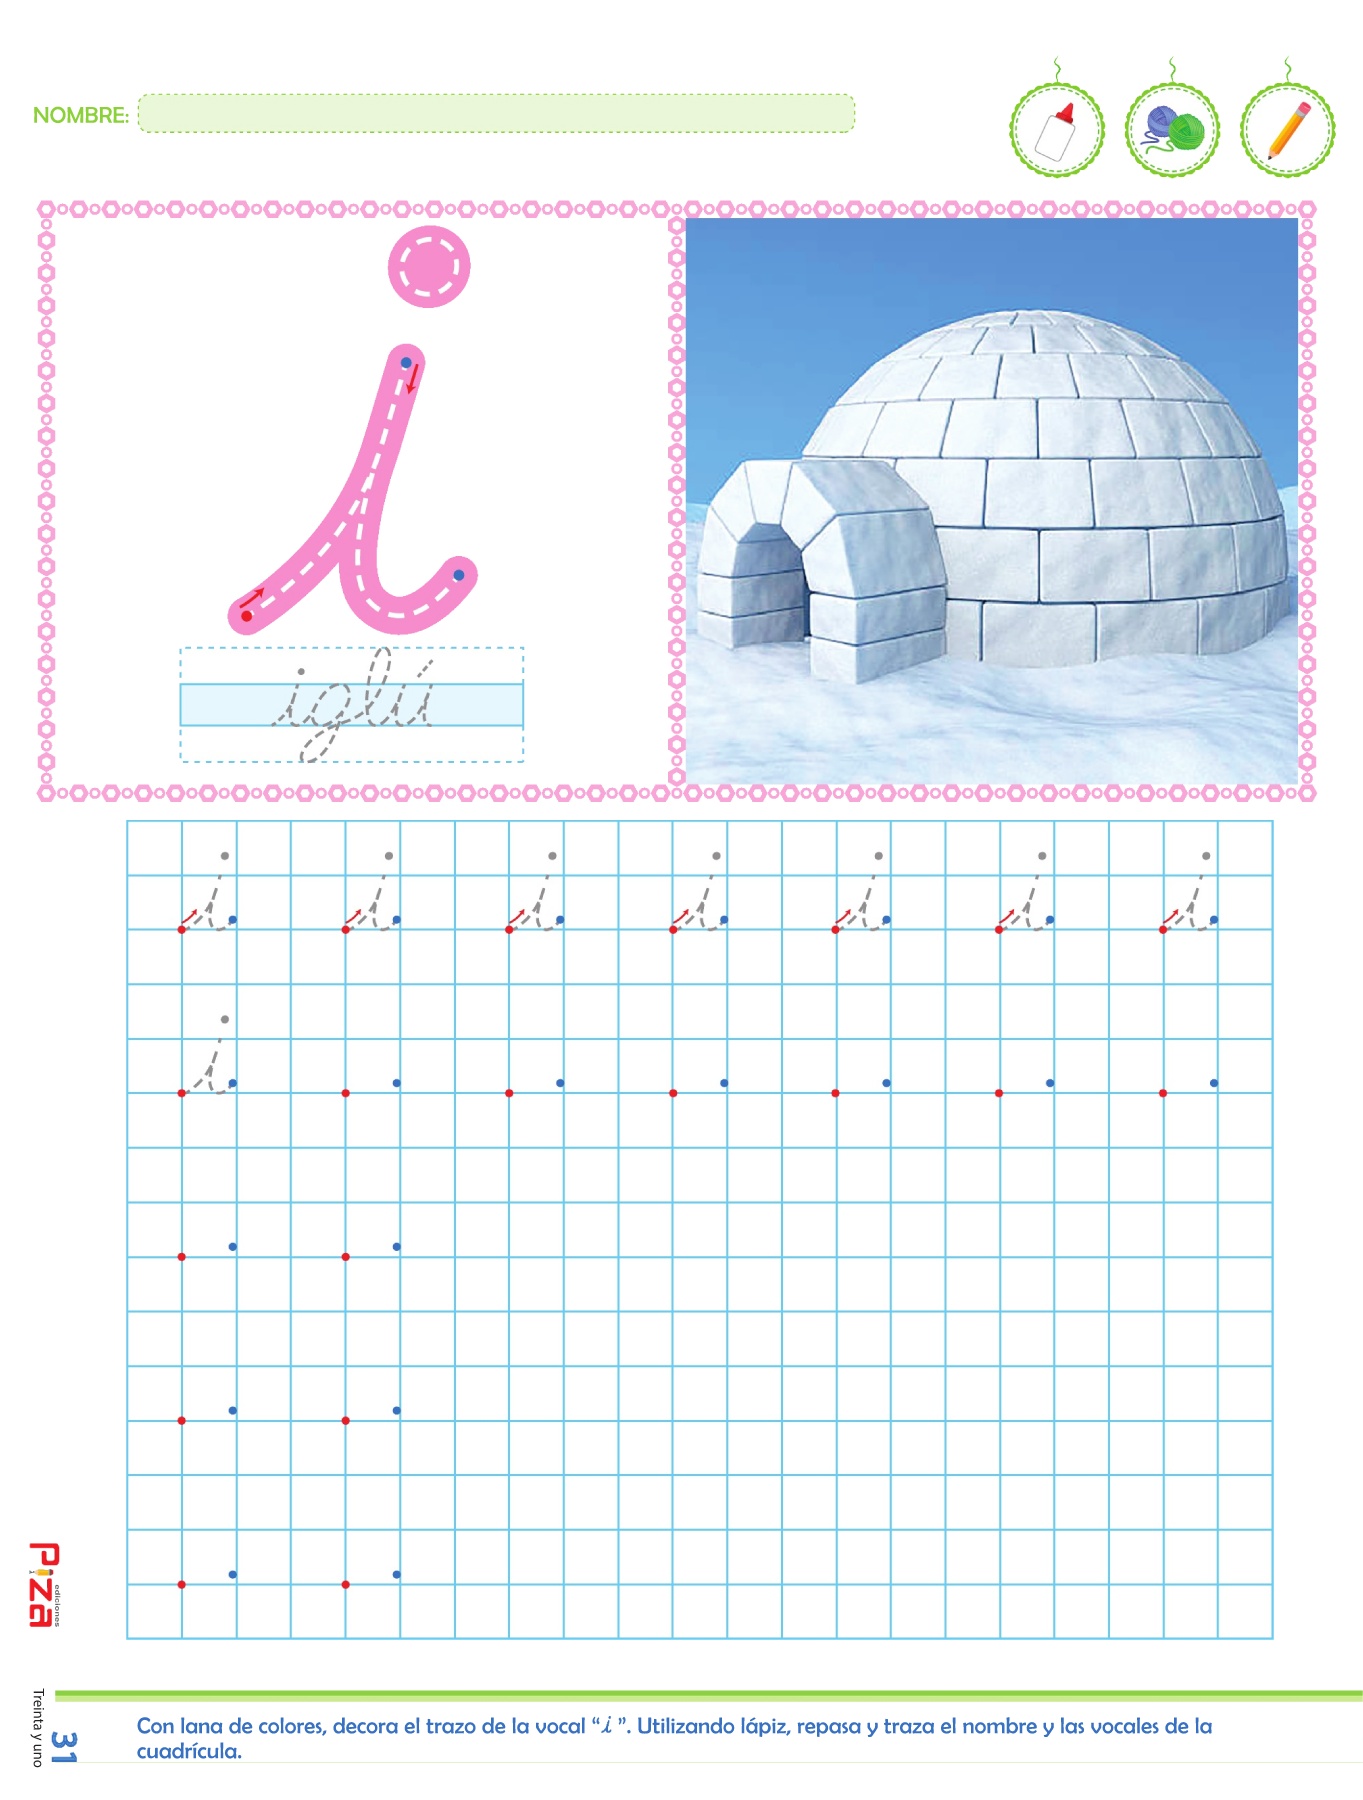 NOMBRE:
i
iglú
i i i i i i i
i
Piza
ediciones
Treinta y uno
31
Con lana de colores, decora el trazo de la vocal “i”. Utilizando lápiz, repasa y traza el nombre y las vocales de la
cuadrícula.